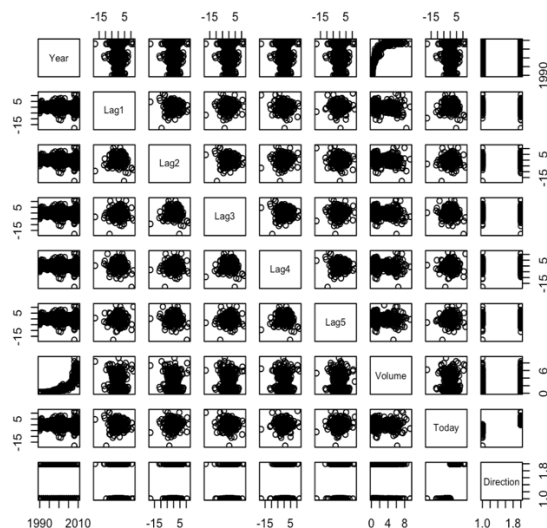 -15 5 -15 5 -15 5 -15 5
Year 1990
-15 5 Lag1
Lag2 -15 5
-15 5 Lag3
Lag4 -15 5
-15 5 Lag5
Volume 0 6
-15 5 Today
Direction 1.0 1.8
1990 2010 -15 5 -15 5 0 4 8 1.0 1.8